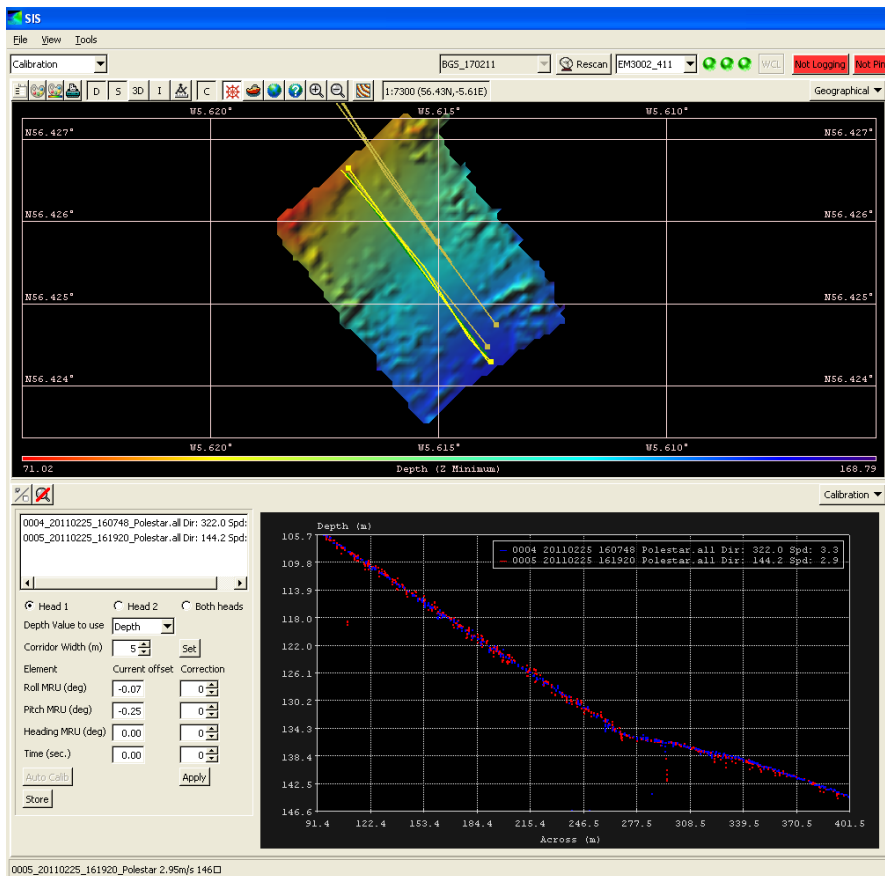 SIS
File View Tools
Calibration BGS_170211 Rescan EM3002_411 WCL Not Logging Not Pin
D S 3D I C 1:7300 (56.43N,-5.61E) Geographical
W5.620° W5.615° W5.610°
N56.427° N56.427°
N56.426° N56.426°
N56.425° N56.425°
N56.424° N56.424°
W5.620° W5.615° W5.610°
71.02 Depth (Z Minimum) 168.79
Calibration
0004_20110225_160748_Polestar.all Dir: 322.0 Spd:
0005_20110225_161920_Polestar.all Dir: 144.2 Spd:
Head 1 Head 2 Both heads
Depth Value to use Depth
Corridor Width (m) 5 Set
Element Current offset Correction
Roll MRU (deg) -0.07 0
Pitch MRU (deg) -0.25 0
Heading MRU (deg) 0.00 0
Time (sec.) 0.00 0
Auto Calib Apply
Store
Depth (m)
0004 20110225 160748 Polestar.all Dir: 322.0 Spd: 3.3
0005 20110225 161920 Polestar.all Dir: 144.2 Spd: 2.9
105.7
109.8
113.9
118.0
122.0
126.1
130.2
134.3
138.4
142.5
146.6
91.4 122.4 153.4 184.4 215.4 246.5 277.5 308.5 339.5 370.5 401.5
Across (m)
0005_20110225_161920_Polestar 2.95m/s 146□